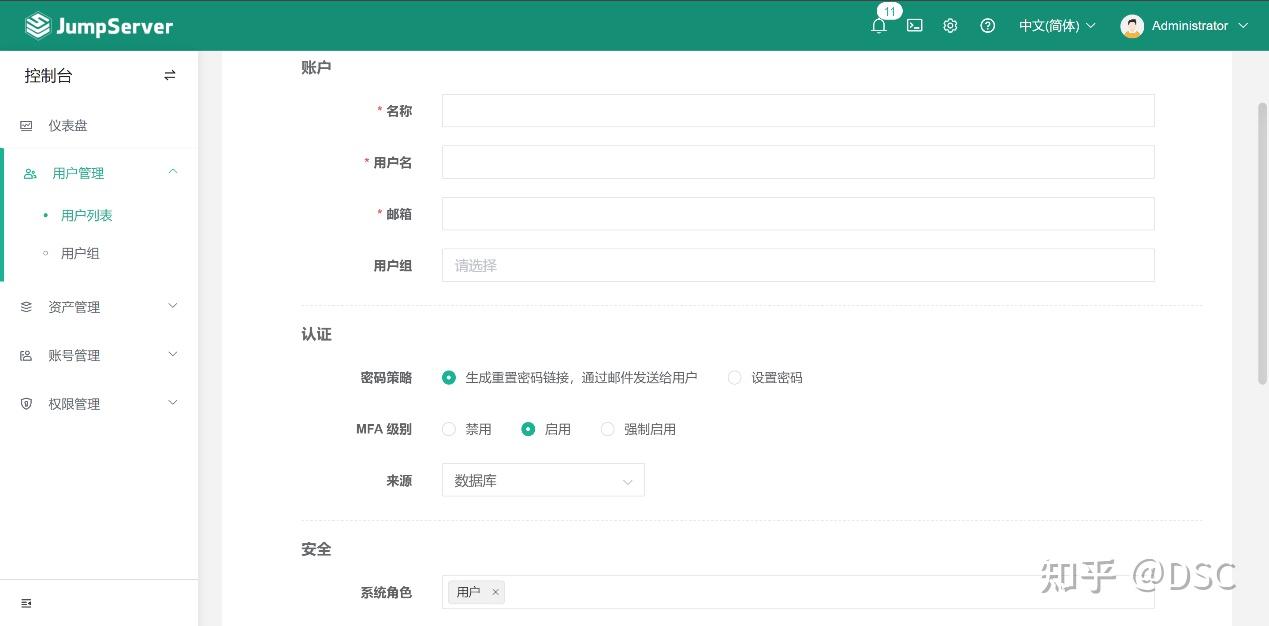 JumpServer
11
中文(简体)
Administrator
控制台
仪表盘
用户管理
用户列表
用户组
资产管理
账号管理
权限管理
账户
* 名称
* 用户名
* 邮箱
用户组 请选择
认证
密码策略 生成重置密码链接，通过邮件发送给用户 设置密码
MFA 级别 禁用 启用 强制启用
来源 数据库
安全
系统角色 用户 ×
知乎 @DSC